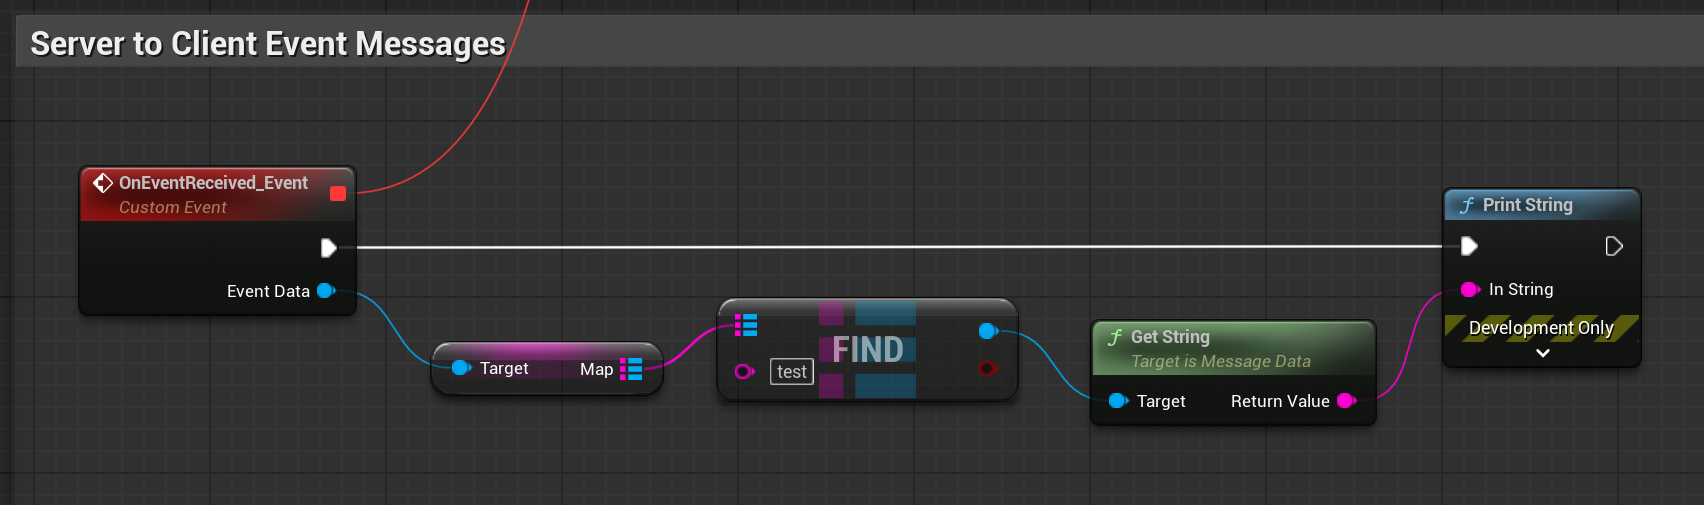 Server to Client Event Messages
OnEventReceived_Event
Custom Event
Event Data
Target Map
FIND
test
f Get String
Target is Message Data
Target Return Value
f Print String
In String
Development Only